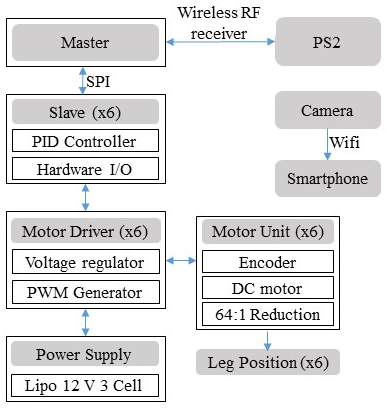 Master
Wireless RF
receiver
PS2
SPI
Slave (x6)
PID Controller
Hardware I/O
Camera
Wifi
Smartphone
Motor Driver (x6)
Voltage regulator
PWM Generator
Motor Unit (x6)
Encoder
DC motor
64:1 Reduction
Power Supply
Lipo 12 V 3 Cell
Leg Position (x6)